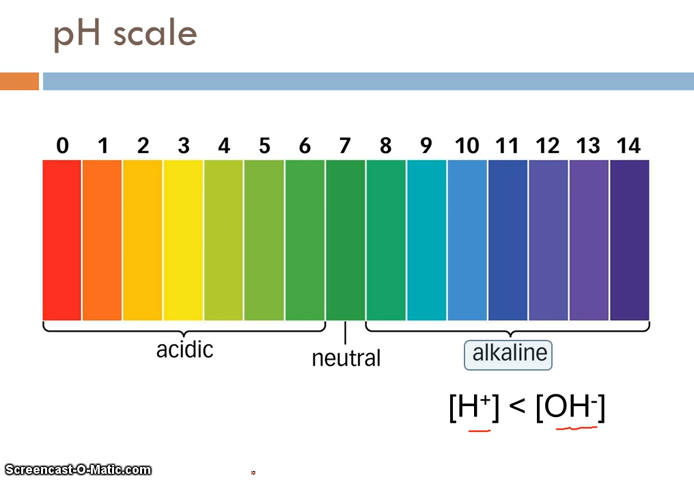 pH scale
0 1 2 3 4 5 6 7 8 9 10 11 12 13 14
acidic
neutral
alkaline
[H⁺] < [OH⁻]
Screencast-O-Matic.com